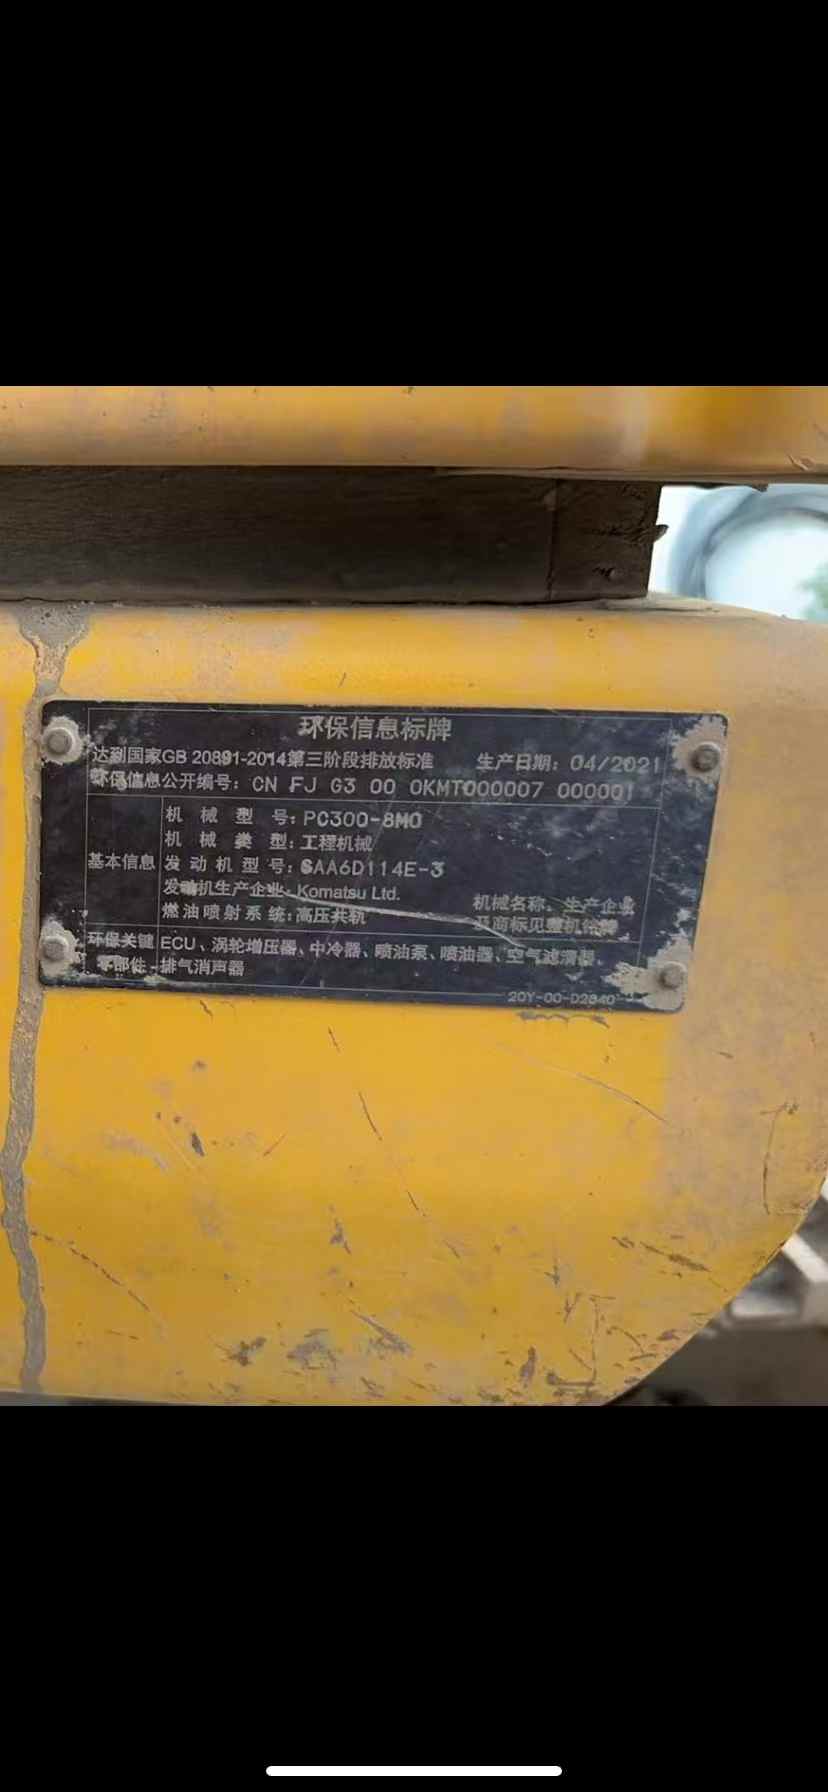 环保信息标牌
达到国家GB 20891-2014第三阶段排放标准 生产日期：04/2021
环保信息公开编号：CN FJ G3 00 0KMT000007 000001
基本信息
机械型号：PC300-8M0
机械类型：工程机械
发动机型号：SAA6D114E-3
发动机生产企业：Komatsu Ltd.
燃油喷射系统：高压共轨
机械名称、生产企业
及商标见整机铭牌
环保关键零部件
ECU、涡轮增压器、中冷器、喷油泵、喷油器、空气滤清器、
排气消声器
20Y-00-D2840